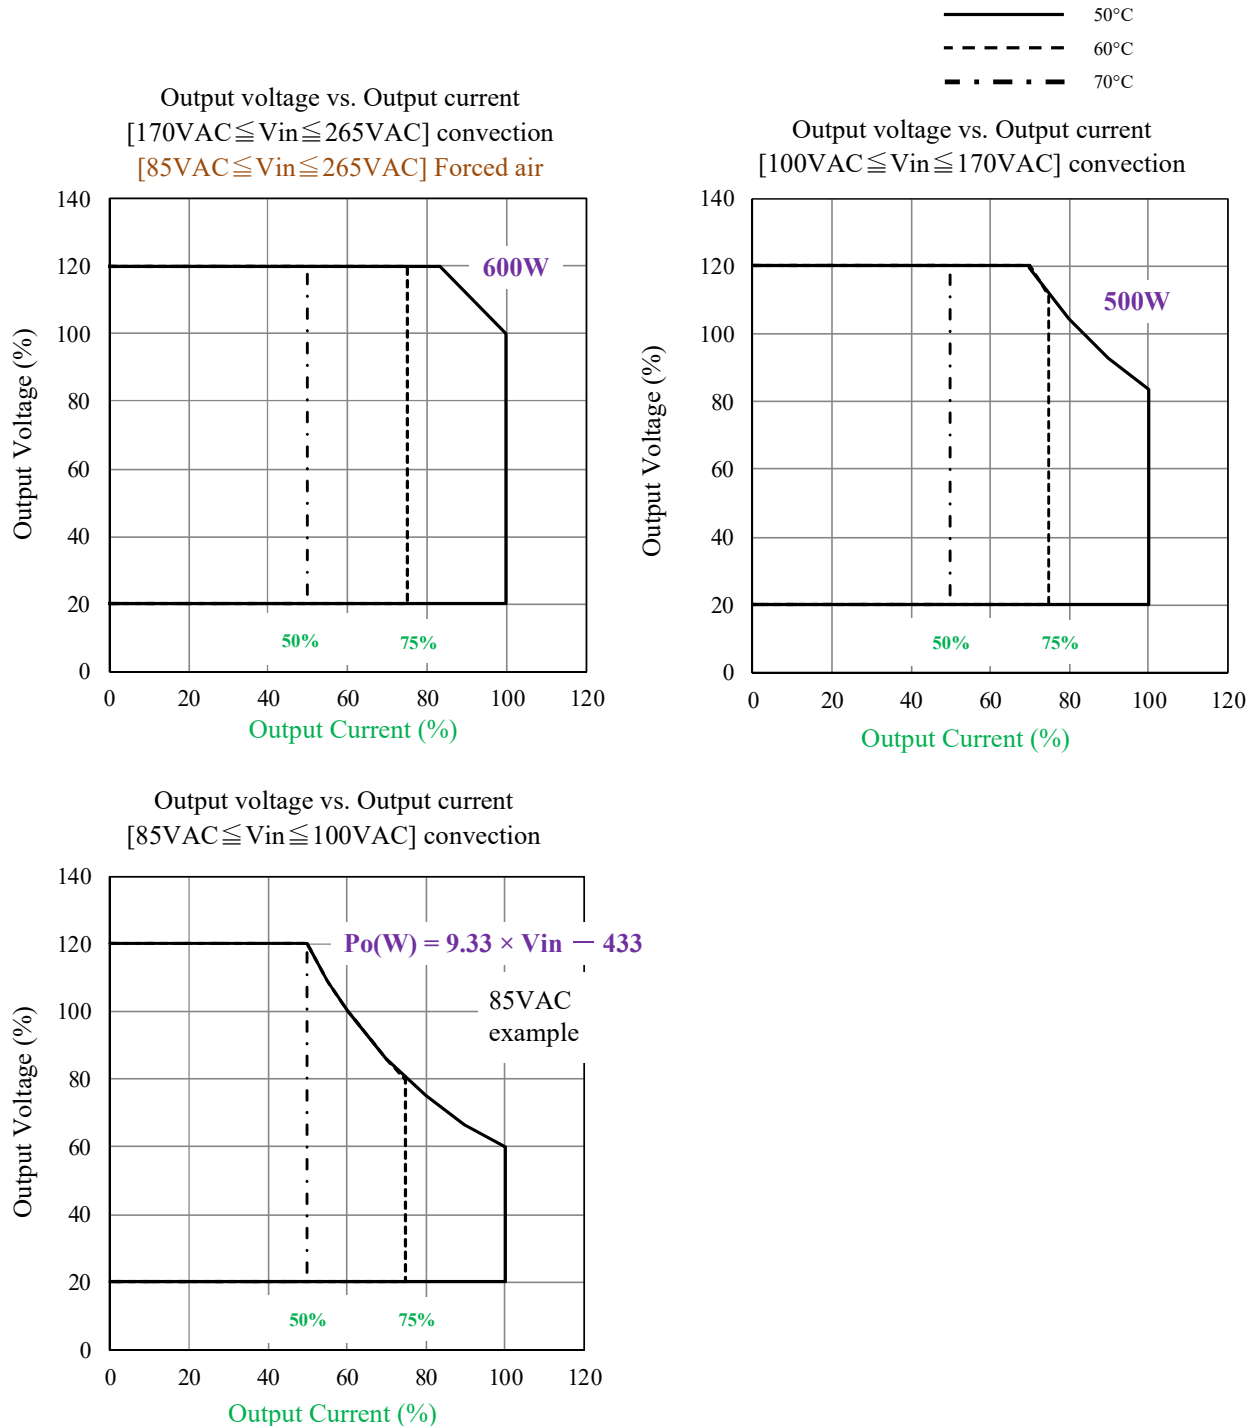 50°C
60°C
70°C
Output voltage vs. Output current
[170VAC≦Vin≦265VAC] convection
[85VAC≦Vin≦265VAC] Forced air
140
120
100
80
60
40
20
0
Output Voltage (%)
600W
50%
75%
0 20 40 60 80 100 120
Output Current (%)
Output voltage vs. Output current
[100VAC≦Vin≦170VAC] convection
140
120
100
80
60
40
20
0
Output Voltage (%)
500W
50%
75%
0 20 40 60 80 100 120
Output Current (%)
Output voltage vs. Output current
[85VAC≦Vin≦100VAC] convection
140
120
100
80
60
40
20
0
Output Voltage (%)
Po(W) = 9.33 × Vin － 433
85VAC
example
50%
75%
0 20 40 60 80 100 120
Output Current (%)